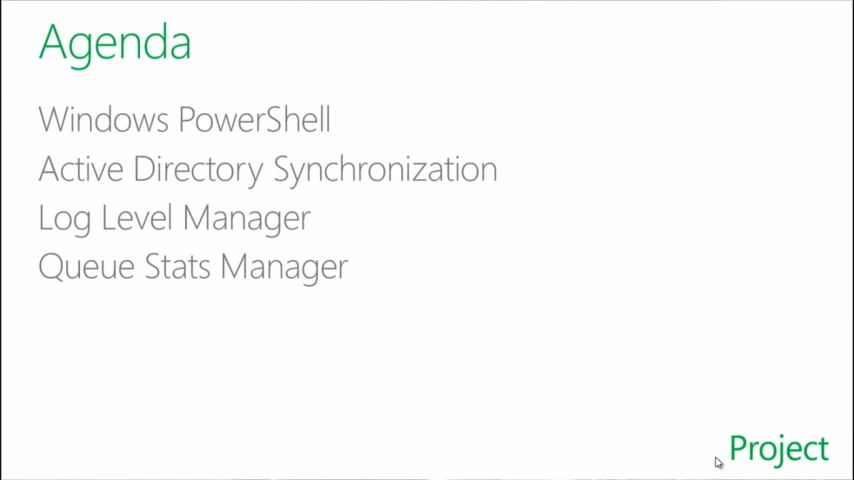 Agenda
Windows PowerShell
Active Directory Synchronization
Log Level Manager
Queue Stats Manager
Project